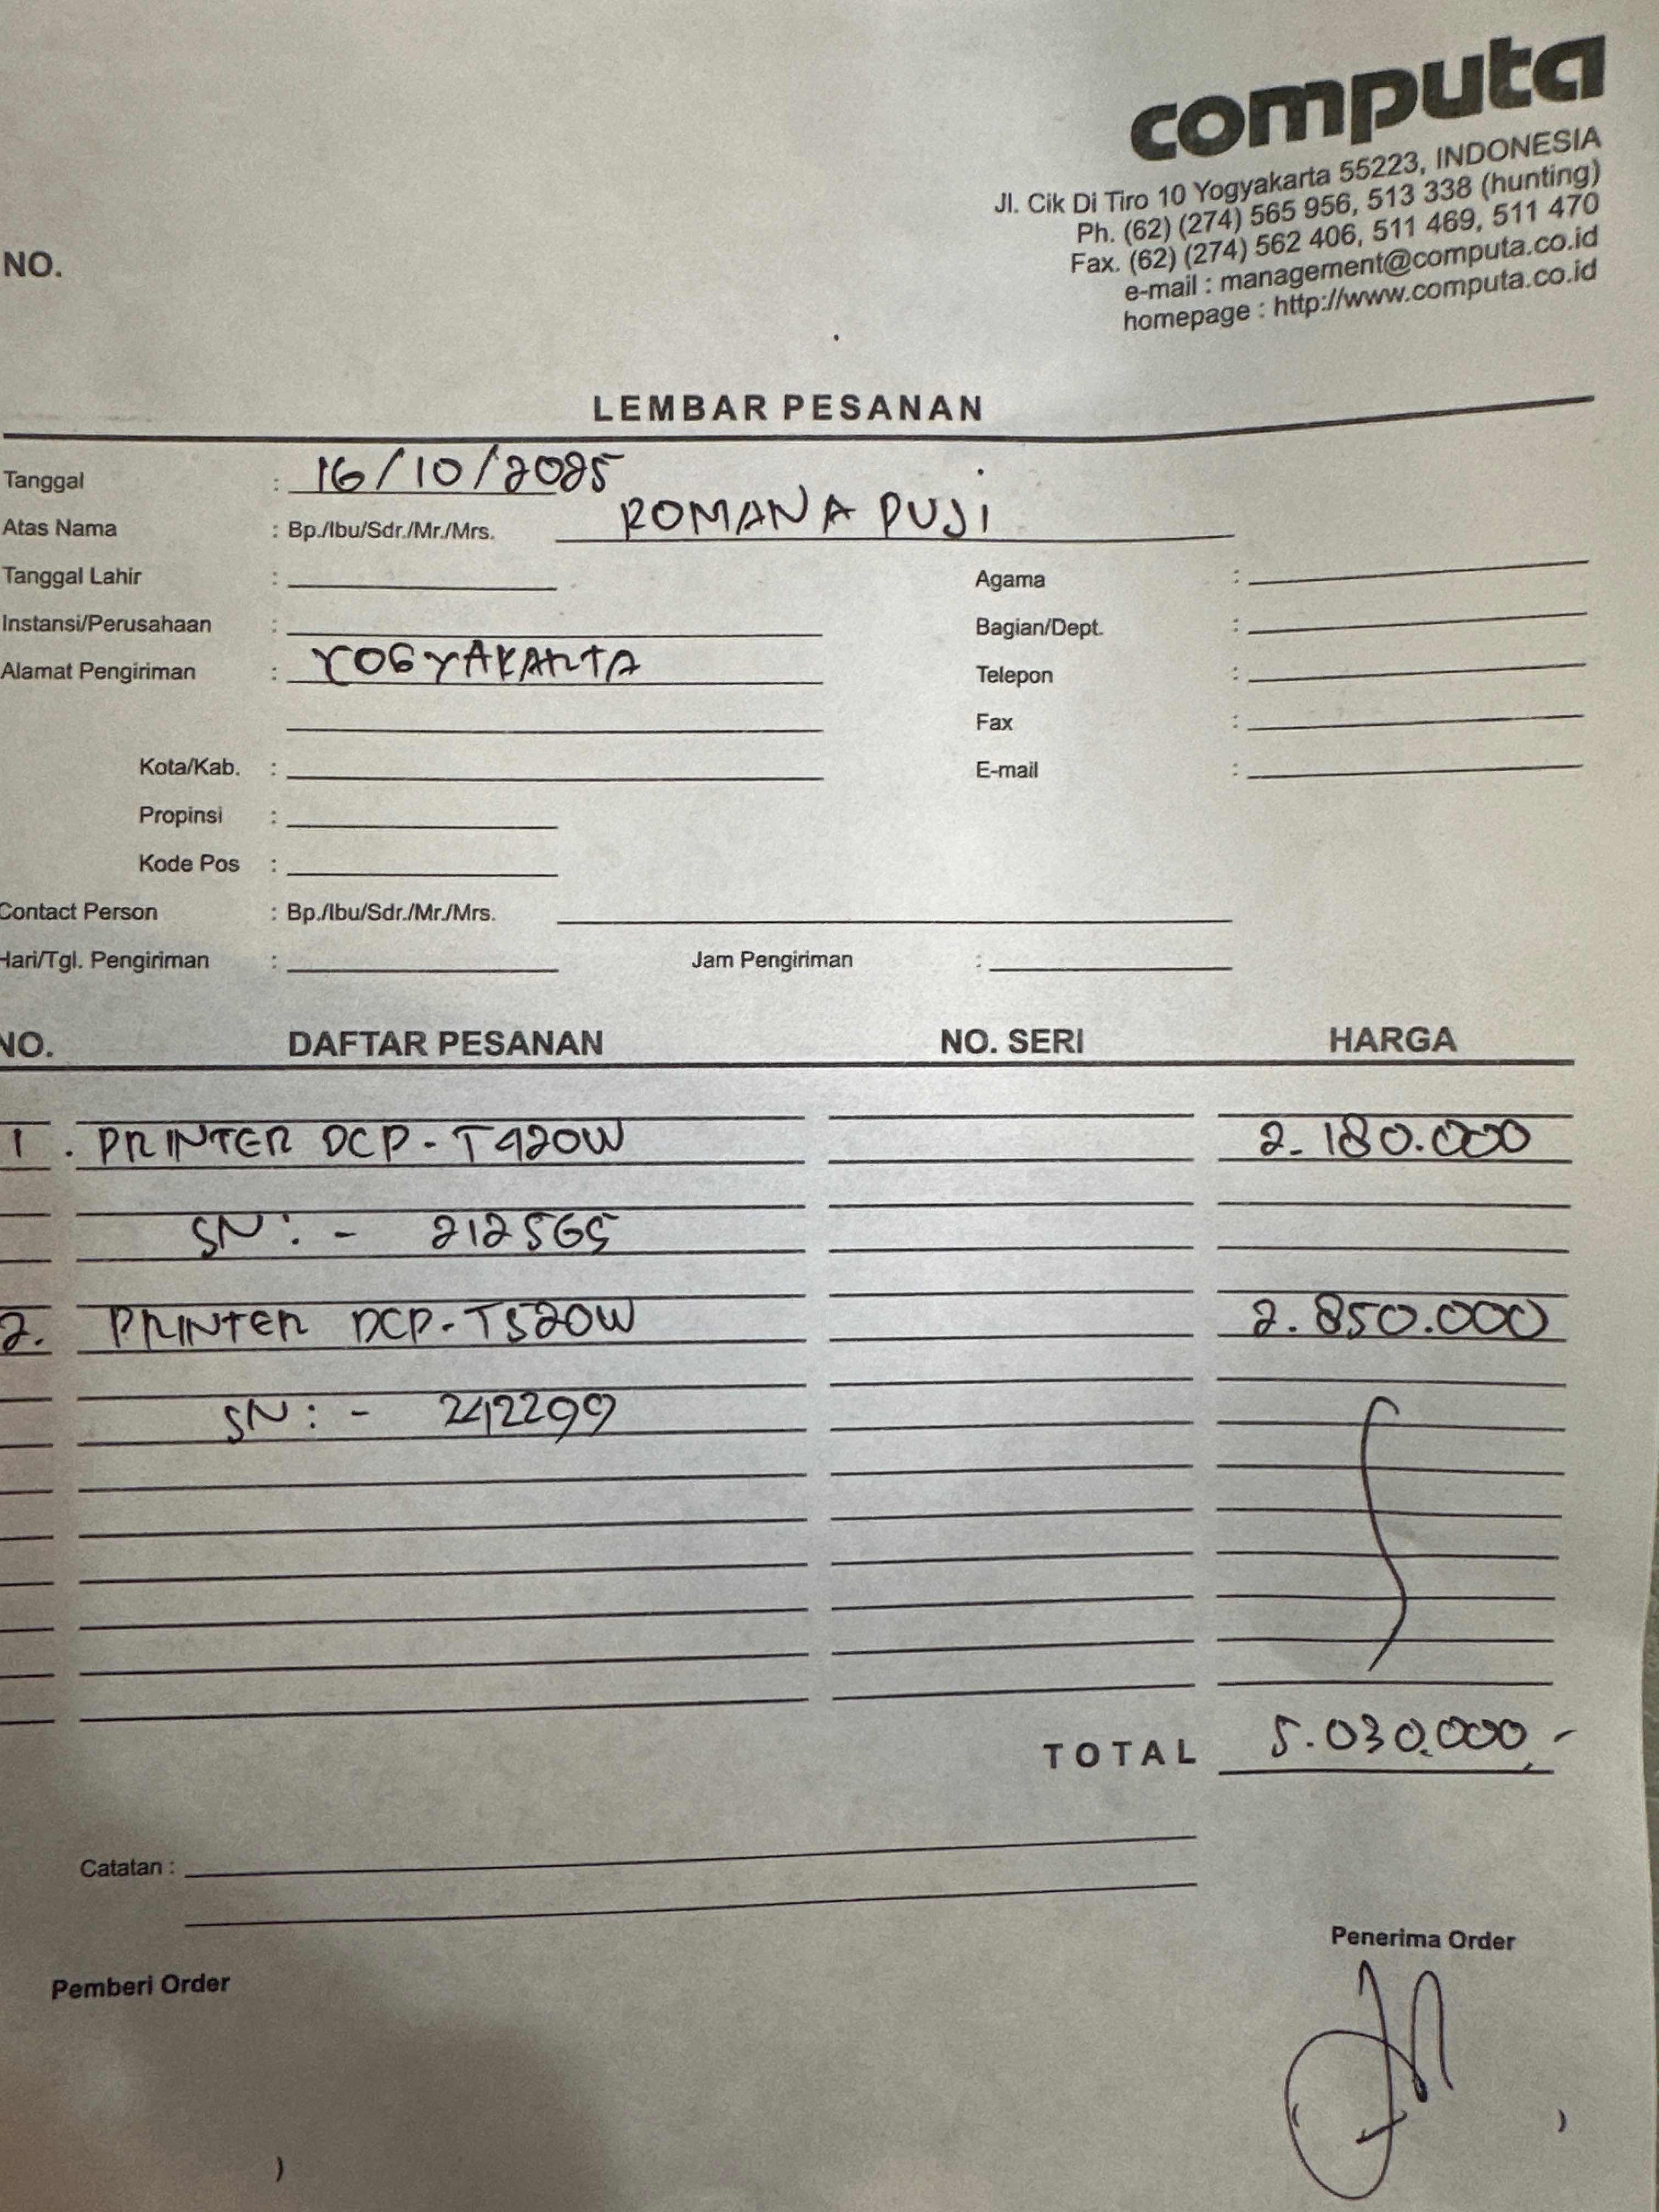 computa
Jl. Cik Di Tiro 10 Yogyakarta 55223, INDONESIA
Ph. (62) (274) 565 956, 513 338 (hunting)
Fax. (62) (274) 562 406, 511 469, 511 470
e-mail : management@computa.co.id
homepage : http://www.computa.co.id
NO.
LEMBAR PESANAN
Tanggal : 16/10/2025
Atas Nama : Bp./Ibu/Sdr./Mr./Mrs. ROMANA PUJi
Tanggal Lahir : Agama :
Instansi/Perusahaan : Bagian/Dept. :
Alamat Pengiriman : YOGYAKARTA Telepon :
Fax :
Kota/Kab. : E-mail :
Propinsi :
Kode Pos :
Contact Person : Bp./Ibu/Sdr./Mr./Mrs.
Hari/Tgl. Pengiriman : Jam Pengiriman :
NO. DAFTAR PESANAN NO. SERI HARGA
1. PRINTER DCP-T420W 2.180.000
SN: - 212565
2. PRINTER DCP-T520W 2.850.000
SN: - 242299
TOTAL 5.030.000,-
Catatan :
Penerima Order
Pemberi Order
)
)